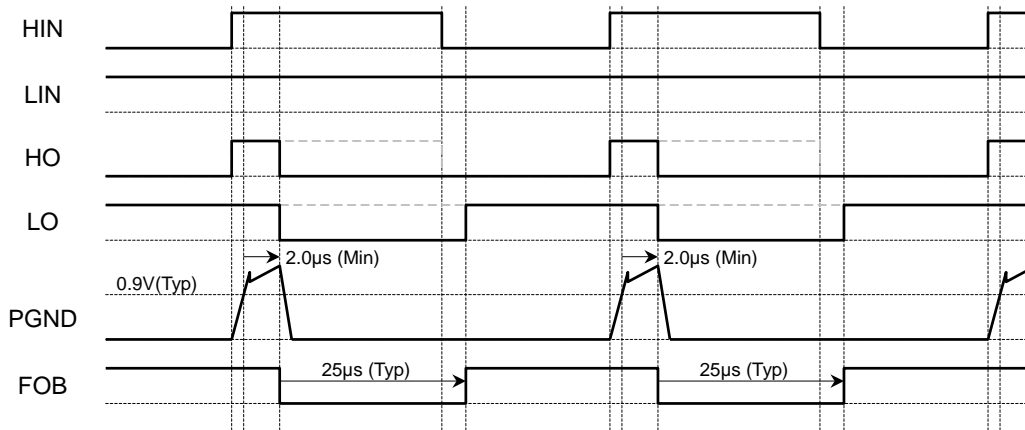 HIN
LIN
HO
LO
2.0μs (Min) 2.0μs (Min)
0.9V(Typ)
PGND
25μs (Typ) 25μs (Typ)
FOB